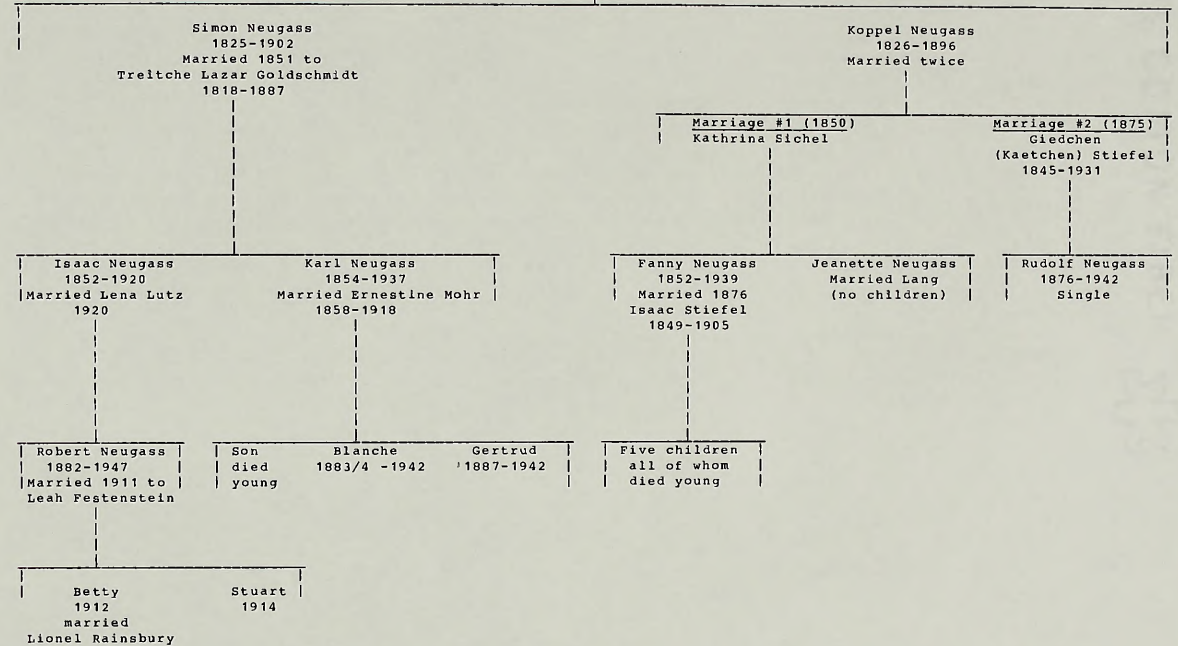 Simon Neugass
1825-1902
Married 1851 to
Treitche Lazar Goldschmidt
1818-1887
Koppel Neugass
1826-1896
Married twice
Marriage #1 (1850)
Kathrina Sichel
Marriage #2 (1875)
Giedchen
(Kaetchen) Stiefel
1845-1931
Isaac Neugass
1852-1920
Married Lena Lutz
1920
Karl Neugass
1854-1937
Married Ernestine Mohr
1858-1918
Fanny Neugass
1852-1939
Married 1876
Isaac Stiefel
1849-1905
Jeanette Neugass
Married Lang
(no children)
Rudolf Neugass
1876-1942
Single
Robert Neugass
1882-1947
Married 1911 to
Leah Festenstein
Son
died
young
Blanche
1883/4 -1942
Gertrud
1887-1942
Five children
all of whom
died young
Betty
1912
married
Lionel Rainsbury
Stuart
1914